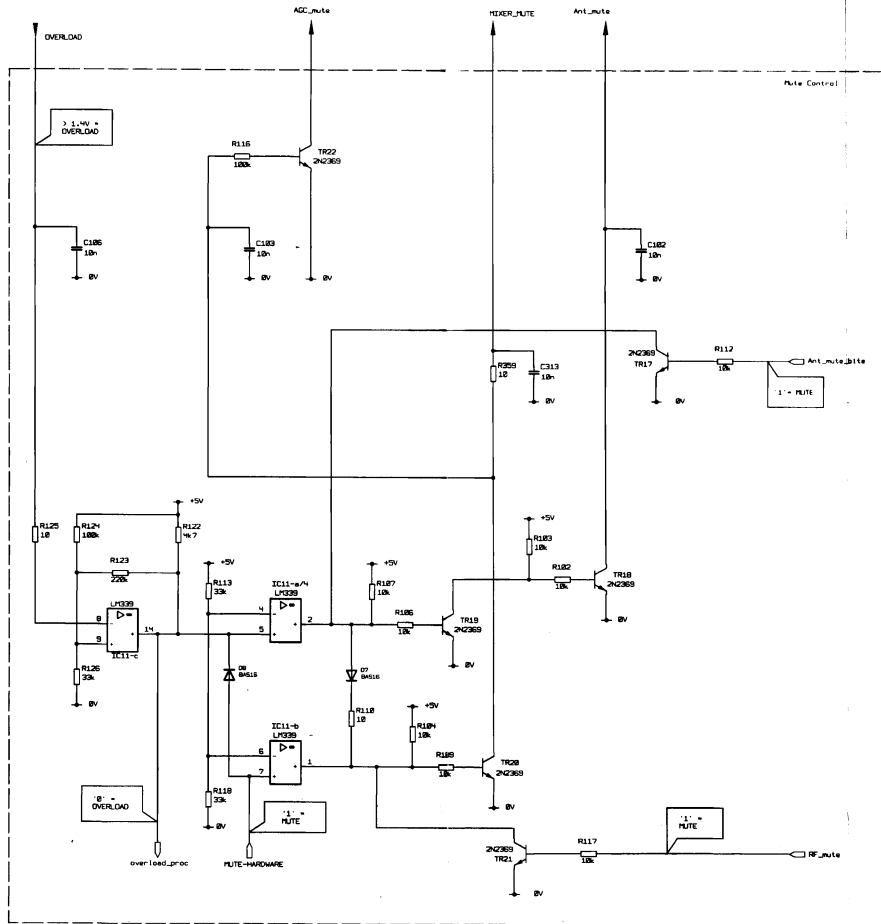 AGC_mute
MIXER_MUTE
Ant_mute
OVERLOAD
Mute Control
> 1.4V =
OVERLOAD
R116
100k
TR22
2N2369
C106
10n
0V
C103
10n
0V
0V
C102
10n
0V
R112
10k
Ant_mute_bite
2N2369
TR17
0V
'1'= MUTE
R359
10
C313
10n
0V
+5V
R125
10
R124
100k
R122
4k7
R123
220k
+5V
R113
33k
IC11-a/4
LM339
4
5
2
+5V
R107
10k
R106
10k
TR19
2N2369
0V
+5V
R103
10k
R102
10k
TR18
2N2369
0V
LM339
8
9
14
IC11-c
R126
33k
0V
D8
BAS16
D7
BAS16
R110
10
+5V
R104
10k
IC11-b
LM339
6
7
1
R109
10k
TR20
2N2369
0V
R118
33k
0V
'0' =
OVERLOAD
'1' =
MUTE
'1' =
MUTE
overload_proc
MUTE-HARDWARE
2N2369
TR21
0V
R117
10k
RF_mute